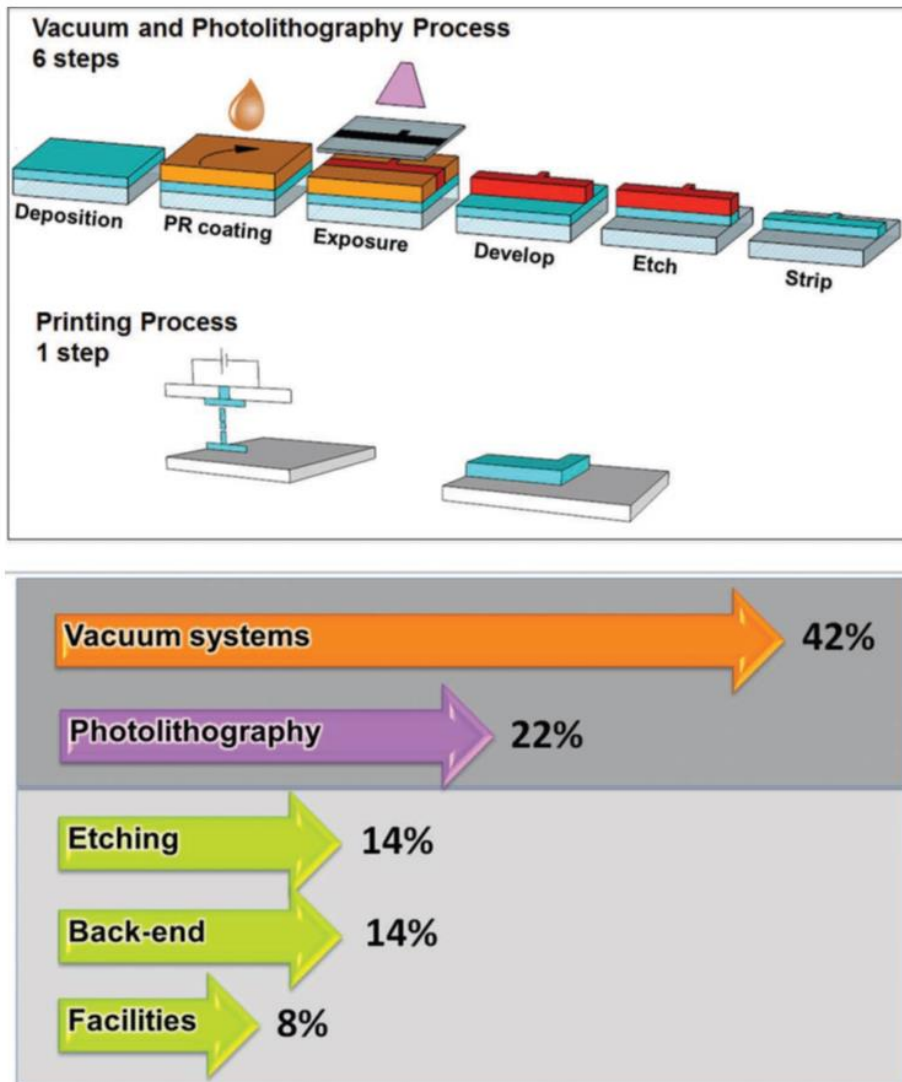 Vacuum and Photolithography Process
6 steps
Deposition
PR coating
Exposure
Develop
Etch
Strip
Printing Process
1 step
Vacuum systems
42%
Photolithography
22%
Etching
14%
Back-end
14%
Facilities
8%